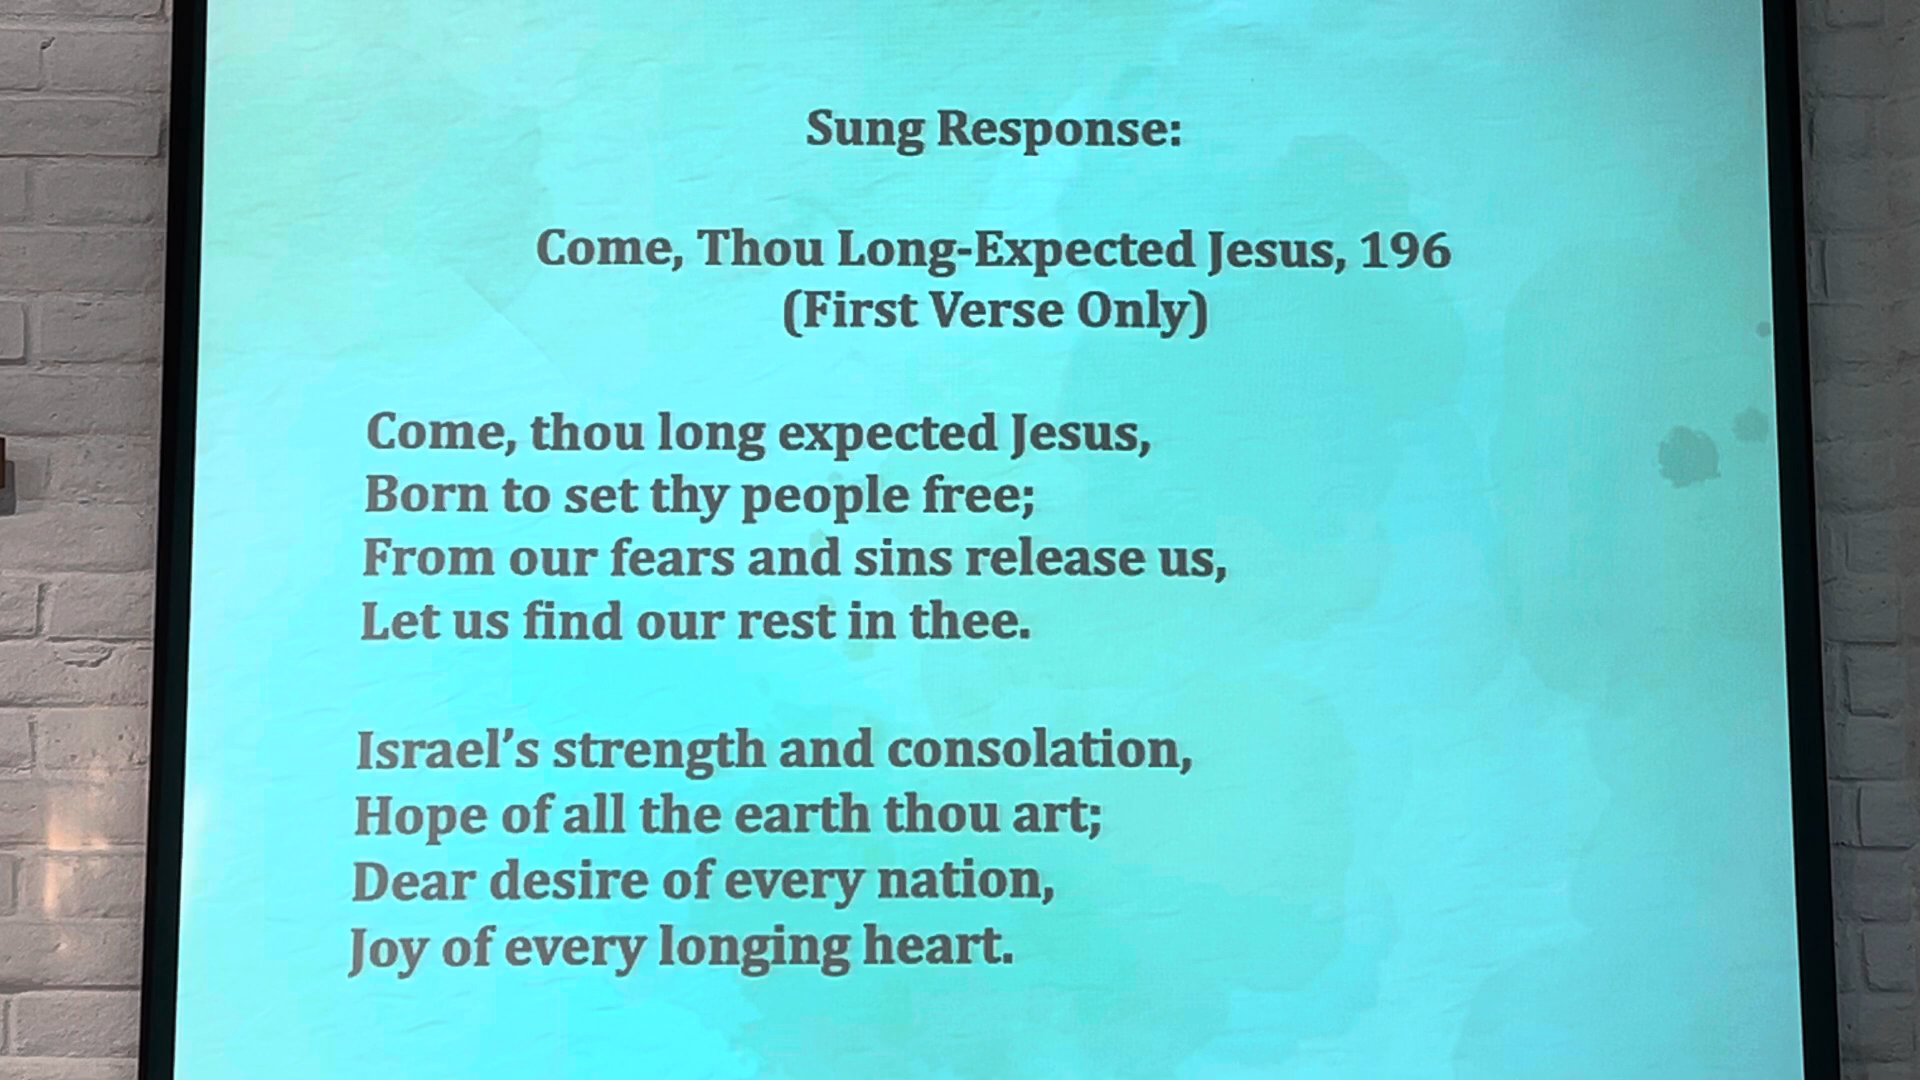 Sung Response:
Come, Thou Long-Expected Jesus, 196
(First Verse Only)
Come, thou long expected Jesus,
Born to set thy people free;
From our fears and sins release us,
Let us find our rest in thee.
Israel’s strength and consolation,
Hope of all the earth thou art;
Dear desire of every nation,
Joy of every longing heart.